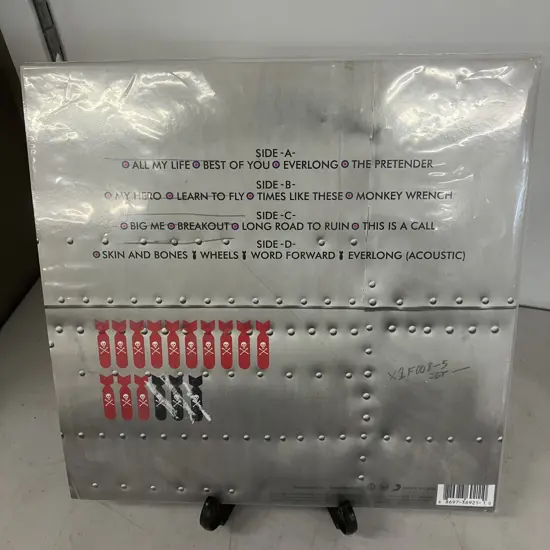 SIDE -A-
ALL MY LIFE BEST OF YOU EVERLONG THE PRETENDER
SIDE -B-
MY HERO LEARN TO FLY TIMES LIKE THESE MONKEY WRENCH
SIDE -C-
BIG ME BREAKOUT LONG ROAD TO RUIN THIS IS A CALL
SIDE -D-
SKIN AND BONES WHEELS WORD FORWARD EVERLONG (ACOUSTIC)